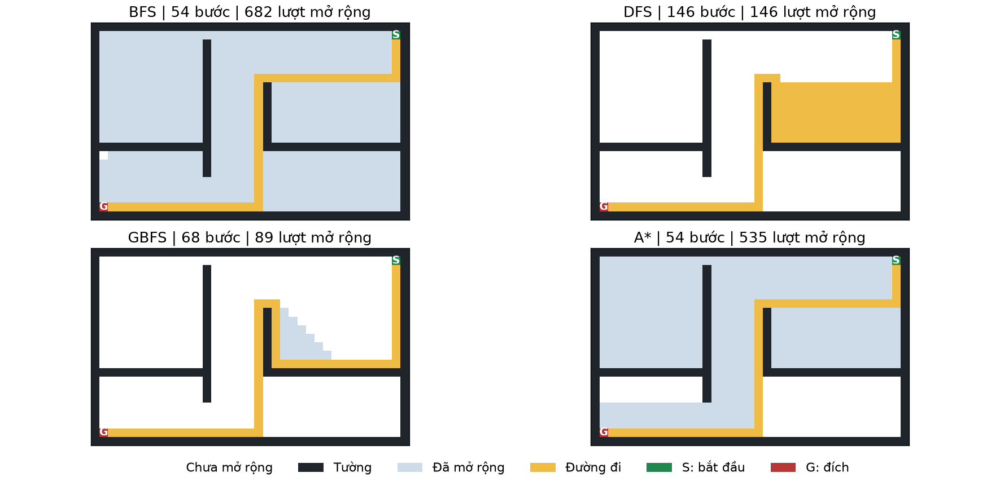 BFS | 54 bước | 682 lượt mở rộng
DFS | 146 bước | 146 lượt mở rộng
S
S
G
G
GBFS | 68 bước | 89 lượt mở rộng
A* | 54 bước | 535 lượt mở rộng
S
S
G
G
Chưa mở rộng
Tường
Đã mở rộng
Đường đi
S: bắt đầu
G: đích